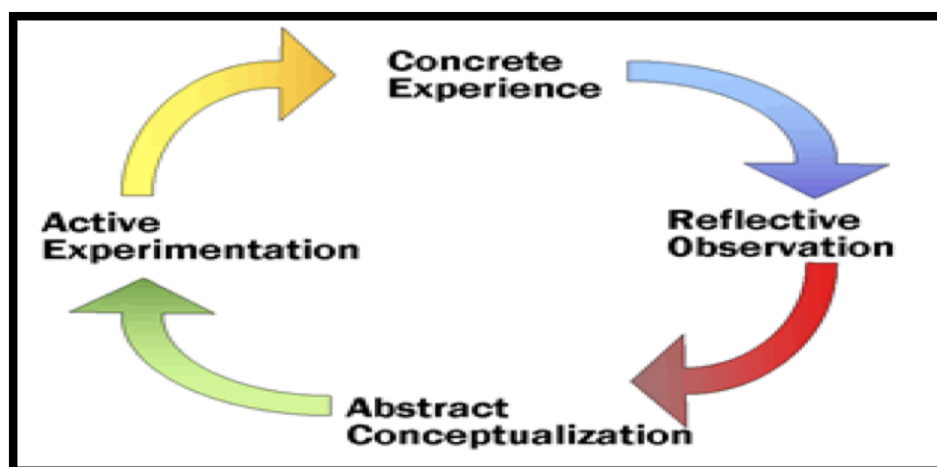 Concrete
Experience
Reflective
Observation
Abstract
Conceptualization
Active
Experimentation